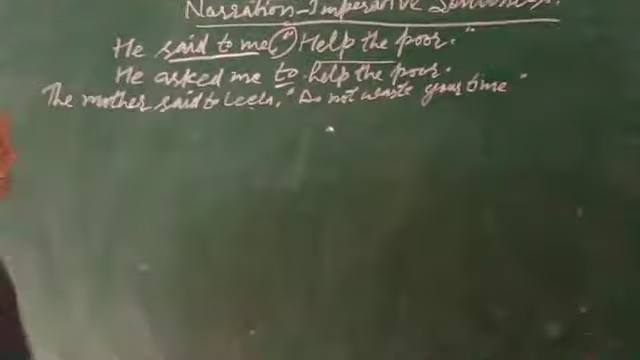 Narration-Imperative Sentences.
He said to me, "Help the poor."
He asked me to help the poor.
The mother said to Leela, "Do not waste your time"